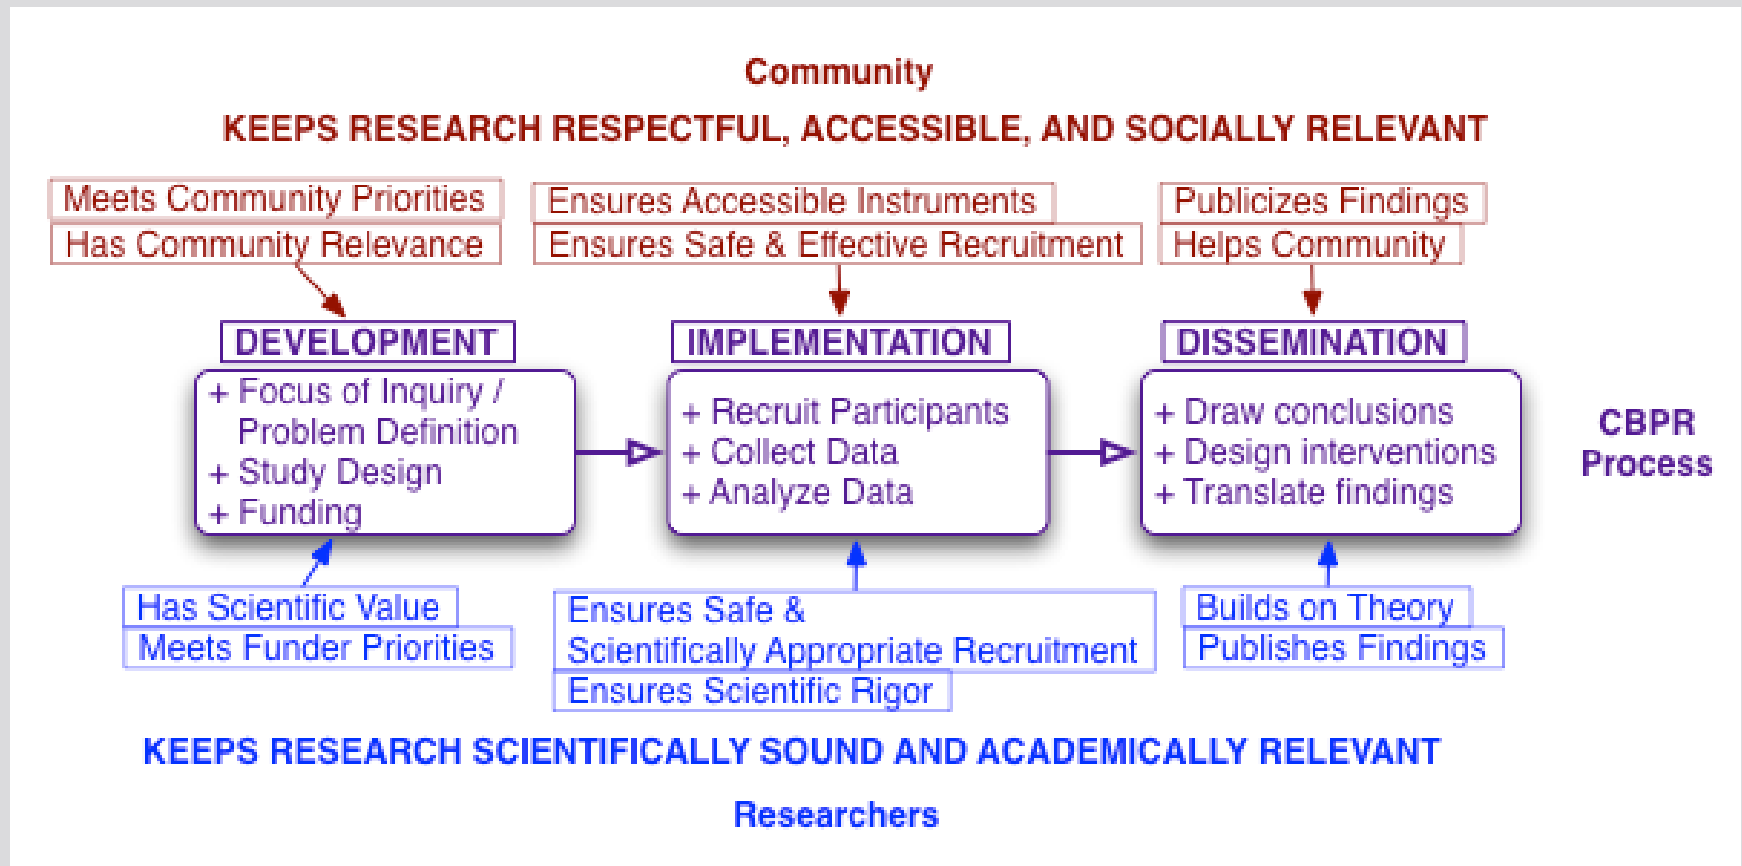 Community
KEEPS RESEARCH RESPECTFUL, ACCESSIBLE, AND SOCIALLY RELEVANT
Meets Community Priorities
Has Community Relevance
Ensures Accessible Instruments
Ensures Safe & Effective Recruitment
Publicizes Findings
Helps Community
DEVELOPMENT
+ Focus of Inquiry /
Problem Definition
+ Study Design
+ Funding
IMPLEMENTATION
+ Recruit Participants
+ Collect Data
+ Analyze Data
DISSEMINATION
+ Draw conclusions
+ Design interventions
+ Translate findings
CBPR
Process
Has Scientific Value
Meets Funder Priorities
Ensures Safe &
Scientifically Appropriate Recruitment
Ensures Scientific Rigor
Builds on Theory
Publishes Findings
KEEPS RESEARCH SCIENTIFICALLY SOUND AND ACADEMICALLY RELEVANT
Researchers